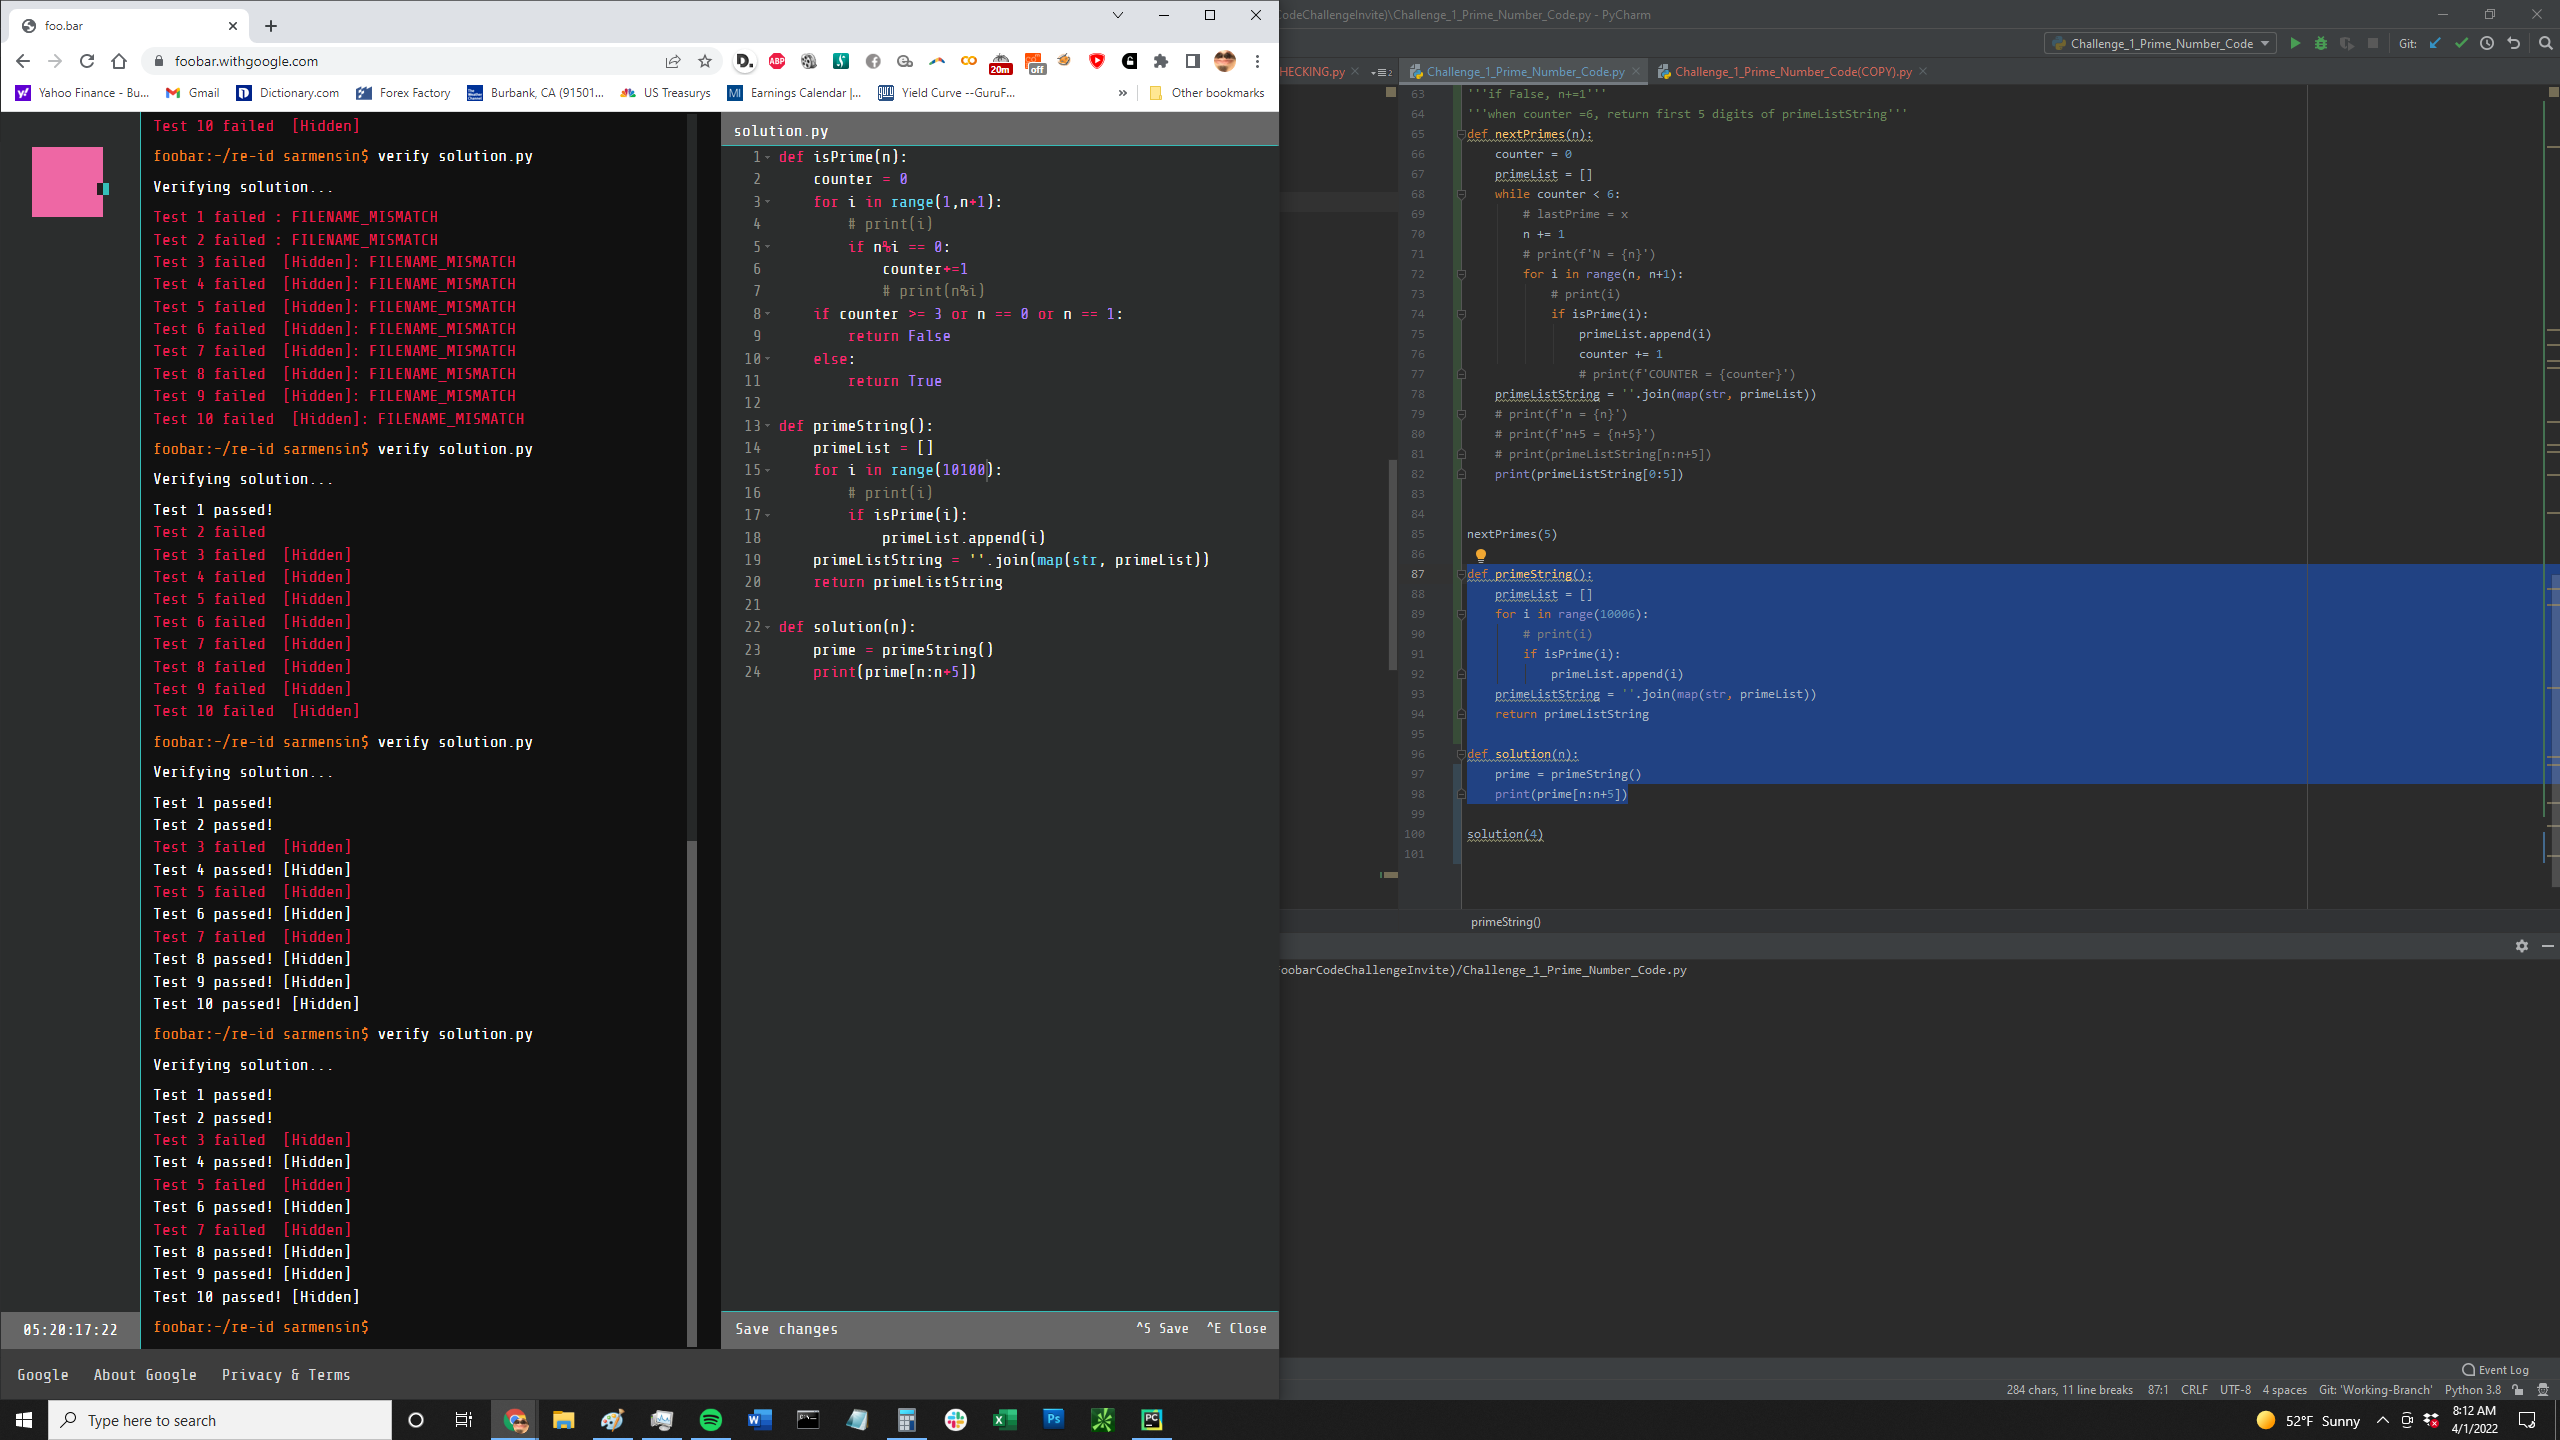 foo.bar
foobar.withgoogle.com
ABP
20m
off
Yahoo Finance - Bu...
Gmail
Dictionary.com
Forex Factory
Burbank, CA (91501...
US Treasurys
Earnings Calendar |...
Yield Curve --GuruF...
»
Other bookmarks
Test 10 failed  [Hidden]
foobar:~/re-id sarmensin$ verify solution.py
Verifying solution...
Test 1 failed : FILENAME_MISMATCH
Test 2 failed : FILENAME_MISMATCH
Test 3 failed  [Hidden]: FILENAME_MISMATCH
Test 4 failed  [Hidden]: FILENAME_MISMATCH
Test 5 failed  [Hidden]: FILENAME_MISMATCH
Test 6 failed  [Hidden]: FILENAME_MISMATCH
Test 7 failed  [Hidden]: FILENAME_MISMATCH
Test 8 failed  [Hidden]: FILENAME_MISMATCH
Test 9 failed  [Hidden]: FILENAME_MISMATCH
Test 10 failed  [Hidden]: FILENAME_MISMATCH
foobar:~/re-id sarmensin$ verify solution.py
Verifying solution...
Test 1 passed!
Test 2 failed
Test 3 failed  [Hidden]
Test 4 failed  [Hidden]
Test 5 failed  [Hidden]
Test 6 failed  [Hidden]
Test 7 failed  [Hidden]
Test 8 failed  [Hidden]
Test 9 failed  [Hidden]
Test 10 failed  [Hidden]
foobar:~/re-id sarmensin$ verify solution.py
Verifying solution...
Test 1 passed!
Test 2 passed!
Test 3 failed  [Hidden]
Test 4 passed! [Hidden]
Test 5 failed  [Hidden]
Test 6 passed! [Hidden]
Test 7 failed  [Hidden]
Test 8 passed! [Hidden]
Test 9 passed! [Hidden]
Test 10 passed! [Hidden]
foobar:~/re-id sarmensin$ verify solution.py
Verifying solution...
Test 1 passed!
Test 2 passed!
Test 3 failed  [Hidden]
Test 4 passed! [Hidden]
Test 5 failed  [Hidden]
Test 6 passed! [Hidden]
Test 7 failed  [Hidden]
Test 8 passed! [Hidden]
Test 9 passed! [Hidden]
Test 10 passed! [Hidden]
foobar:~/re-id sarmensin$
05:20:17:22
solution.py
1 def isPrime(n):
2     counter = 0
3     for i in range(1,n+1):
4         # print(i)
5         if n%i == 0:
6             counter+=1
7             # print(n%i)
8     if counter >= 3 or n == 0 or n == 1:
9         return False
10     else:
11         return True
12
13 def primeString():
14     primeList = []
15     for i in range(10100):
16         # print(i)
17         if isPrime(i):
18             primeList.append(i)
19     primeListString = ''.join(map(str, primeList))
20     return primeListString
21
22 def solution(n):
23     prime = primeString()
24     print(prime[n:n+5])
Save changes
^S Save
^E Close
Google
About Google
Privacy & Terms
odeChallengeInvite)\Challenge_1_Prime_Number_Code.py - PyCharm
Challenge_1_Prime_Number_Code
Git:
HECKING.py
2
Challenge_1_Prime_Number_Code.py
Challenge_1_Prime_Number_Code(COPY).py
63 '''if False, n+=1'''
64 '''when counter =6, return first 5 digits of primeListString'''
65 def nextPrimes(n):
66     counter = 0
67     primeList = []
68     while counter < 6:
69         # lastPrime = x
70         n += 1
71         # print(f'N = {n}')
72         for i in range(n, n+1):
73             # print(i)
74             if isPrime(i):
75                 primeList.append(i)
76                 counter += 1
77                 # print(f'COUNTER = {counter}')
78     primeListString = ''.join(map(str, primeList))
79     # print(f'n = {n}')
80     # print(f'n+5 = {n+5}')
81     # print(primeListString[n:n+5])
82     print(primeListString[0:5])
83
84
85 nextPrimes(5)
86
87 def primeString():
88     primeList = []
89     for i in range(10006):
90         # print(i)
91         if isPrime(i):
92             primeList.append(i)
93     primeListString = ''.join(map(str, primeList))
94     return primeListString
95
96 def solution(n):
97     prime = primeString()
98     print(prime[n:n+5])
99
100 solution(4)
101
primeString()
oobarCodeChallengeInvite)/Challenge_1_Prime_Number_Code.py
Event Log
284 chars, 11 line breaks
87:1
CRLF
UTF-8
4 spaces
Git: 'Working-Branch'
Python 3.8
Type here to search
52°F Sunny
8:12 AM
4/1/2022